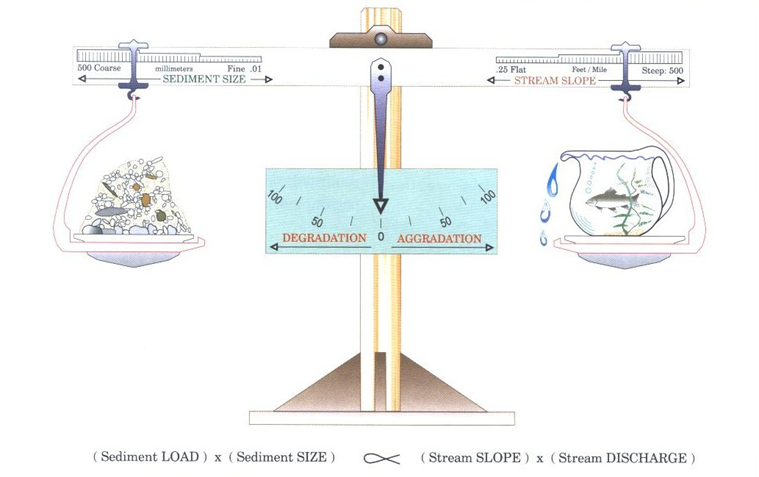 500 Coarse millimeters Fine .01
SEDIMENT SIZE
.25 Flat Feet / Mile Steep: 500
STREAM SLOPE
100 50 0 50 100
DEGRADATION AGGRADATION
( Sediment LOAD ) x ( Sediment SIZE ) ∝ ( Stream SLOPE ) x ( Stream DISCHARGE )